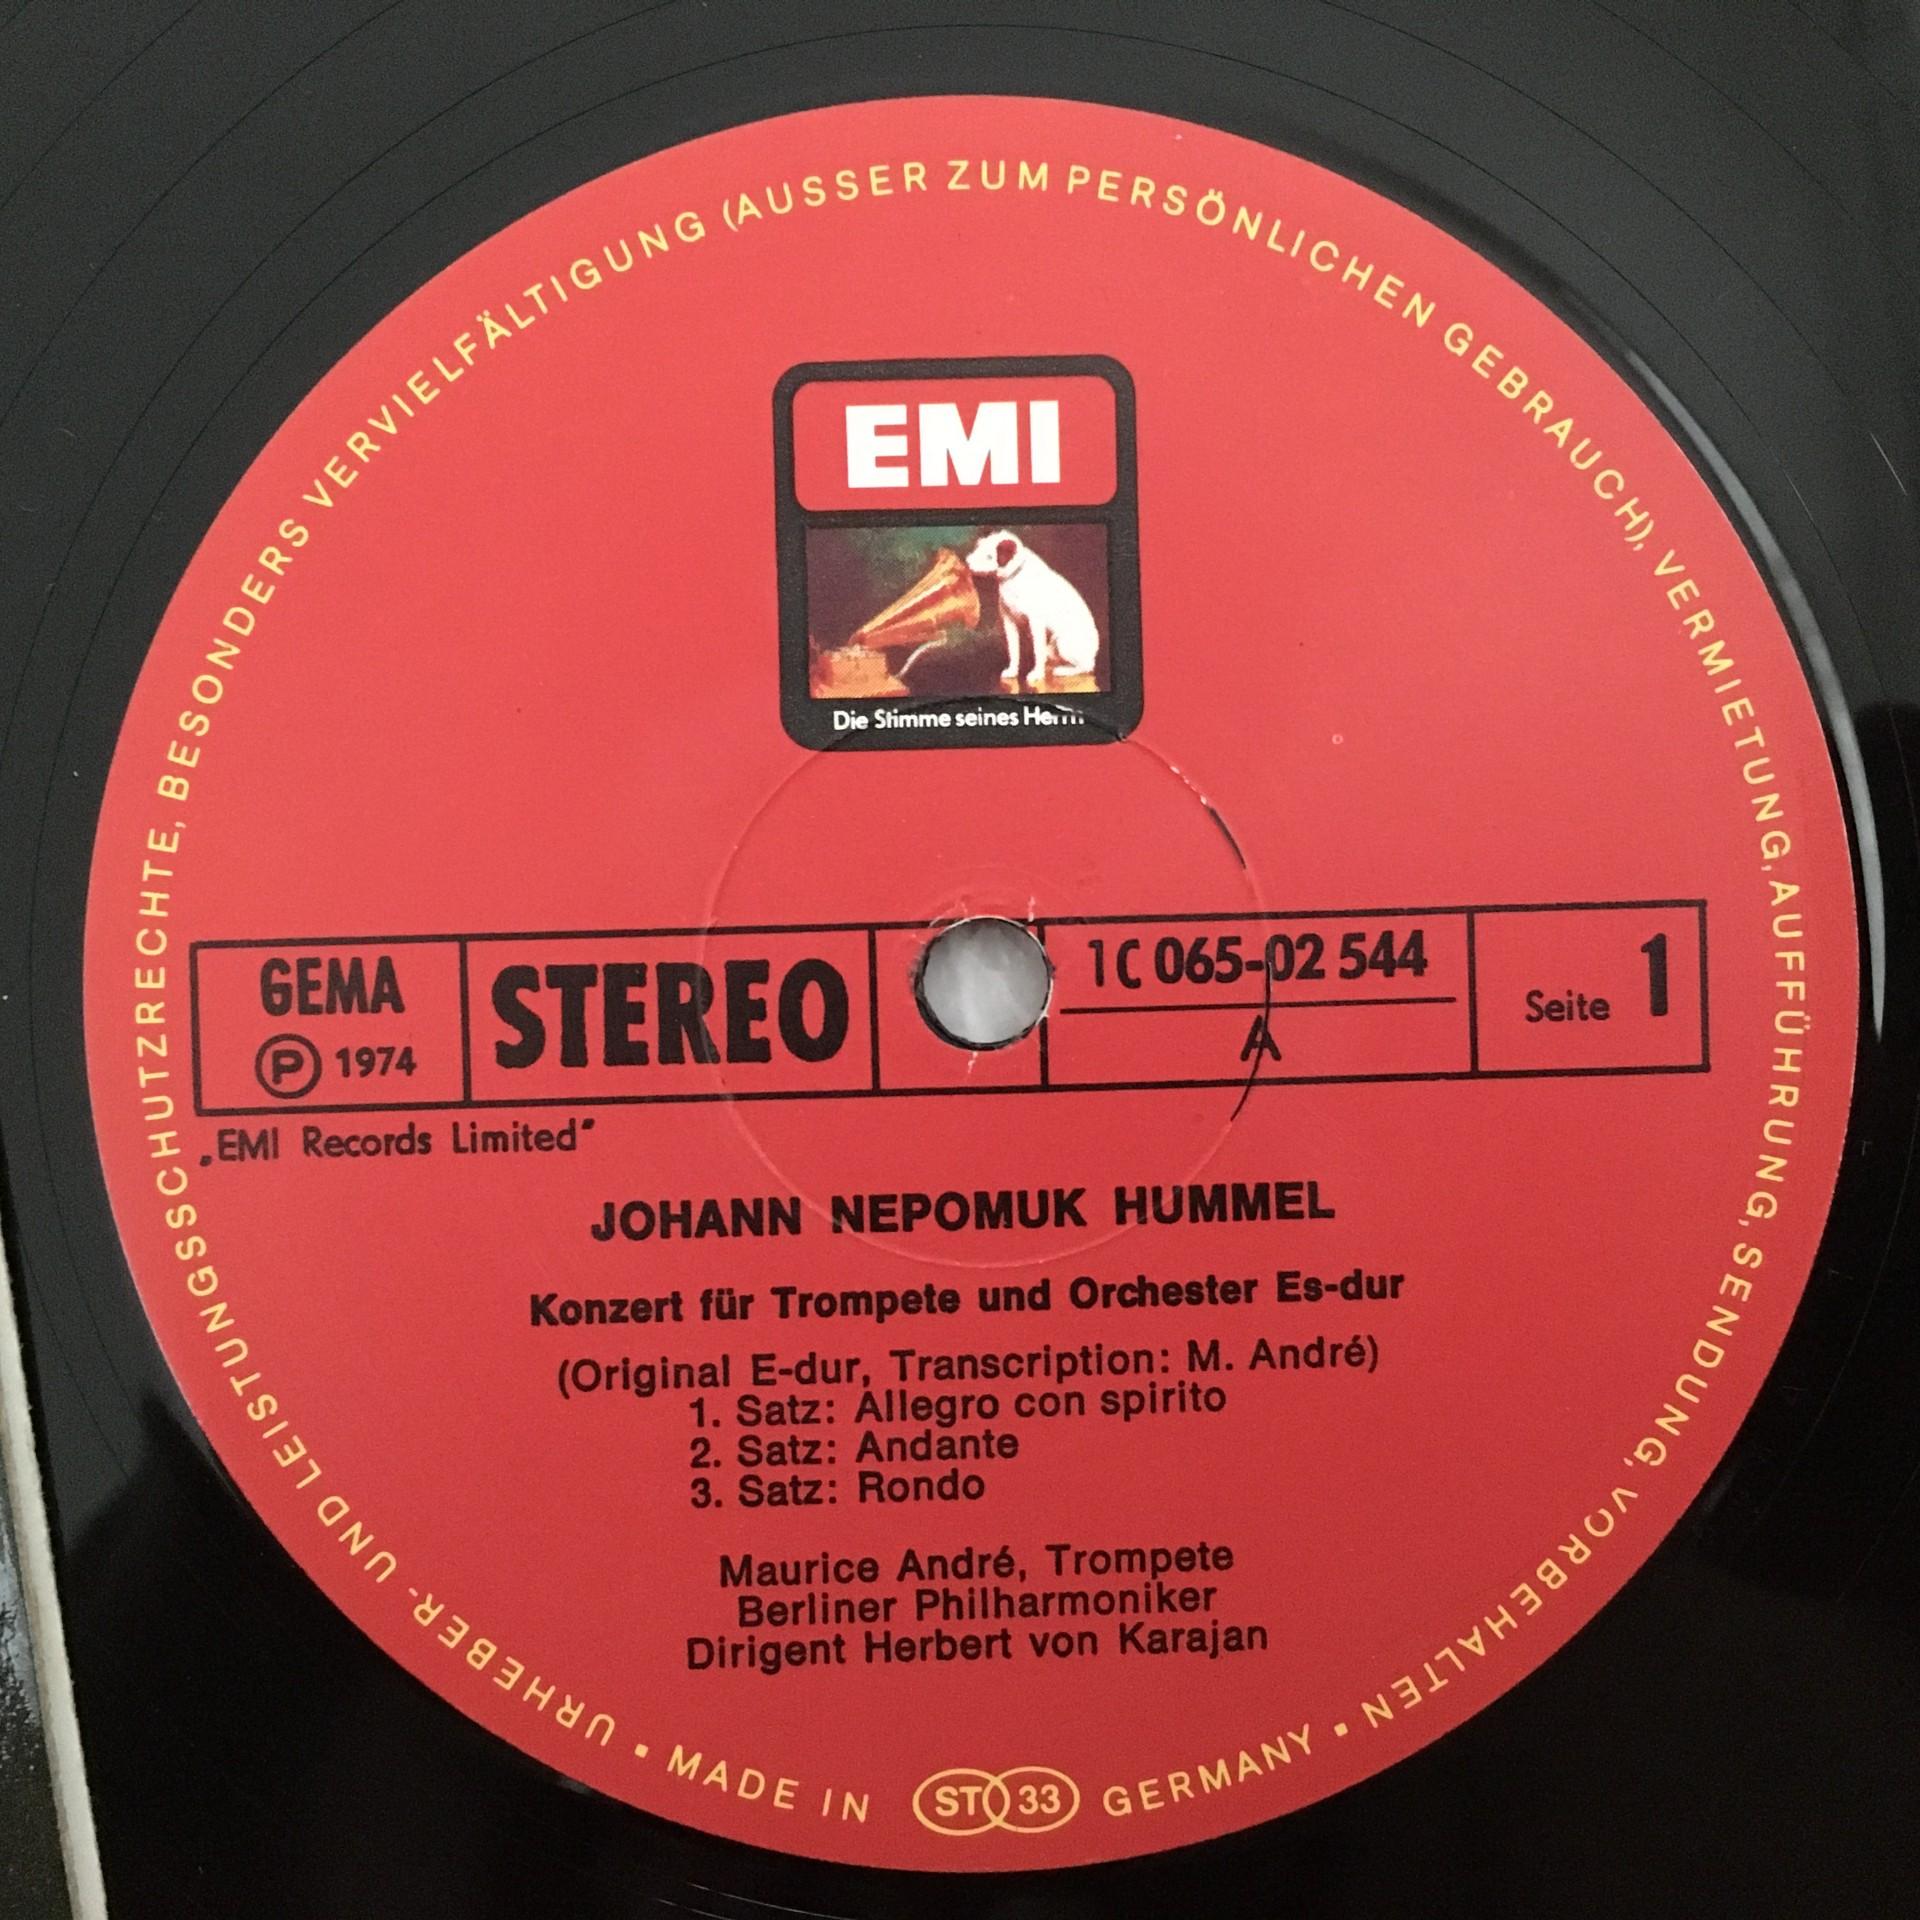 EMI
Die Stimme seines Herrn
GEMA
Ⓟ 1974
STEREO
1C 065-02 544
A
Seite 1
„EMI Records Limited"
JOHANN NEPOMUK HUMMEL
Konzert für Trompete und Orchester Es-dur
(Original E-dur, Transcription: M. André)
1. Satz: Allegro con spirito
2. Satz: Andante
3. Satz: Rondo
Maurice André, Trompete
Berliner Philharmoniker
Dirigent Herbert von Karajan
URHEBER- UND LEISTUNGSSCHUTZRECHTE, BESONDERS VERVIELFÄLTIGUNG (AUSSER ZUM PERSÖNLICHEN GEBRAUCH), VERMIETUNG, AUFFÜHRUNG, SENDUNG, VORBEHALTEN ▪
MADE IN ST 33 GERMANY ▪